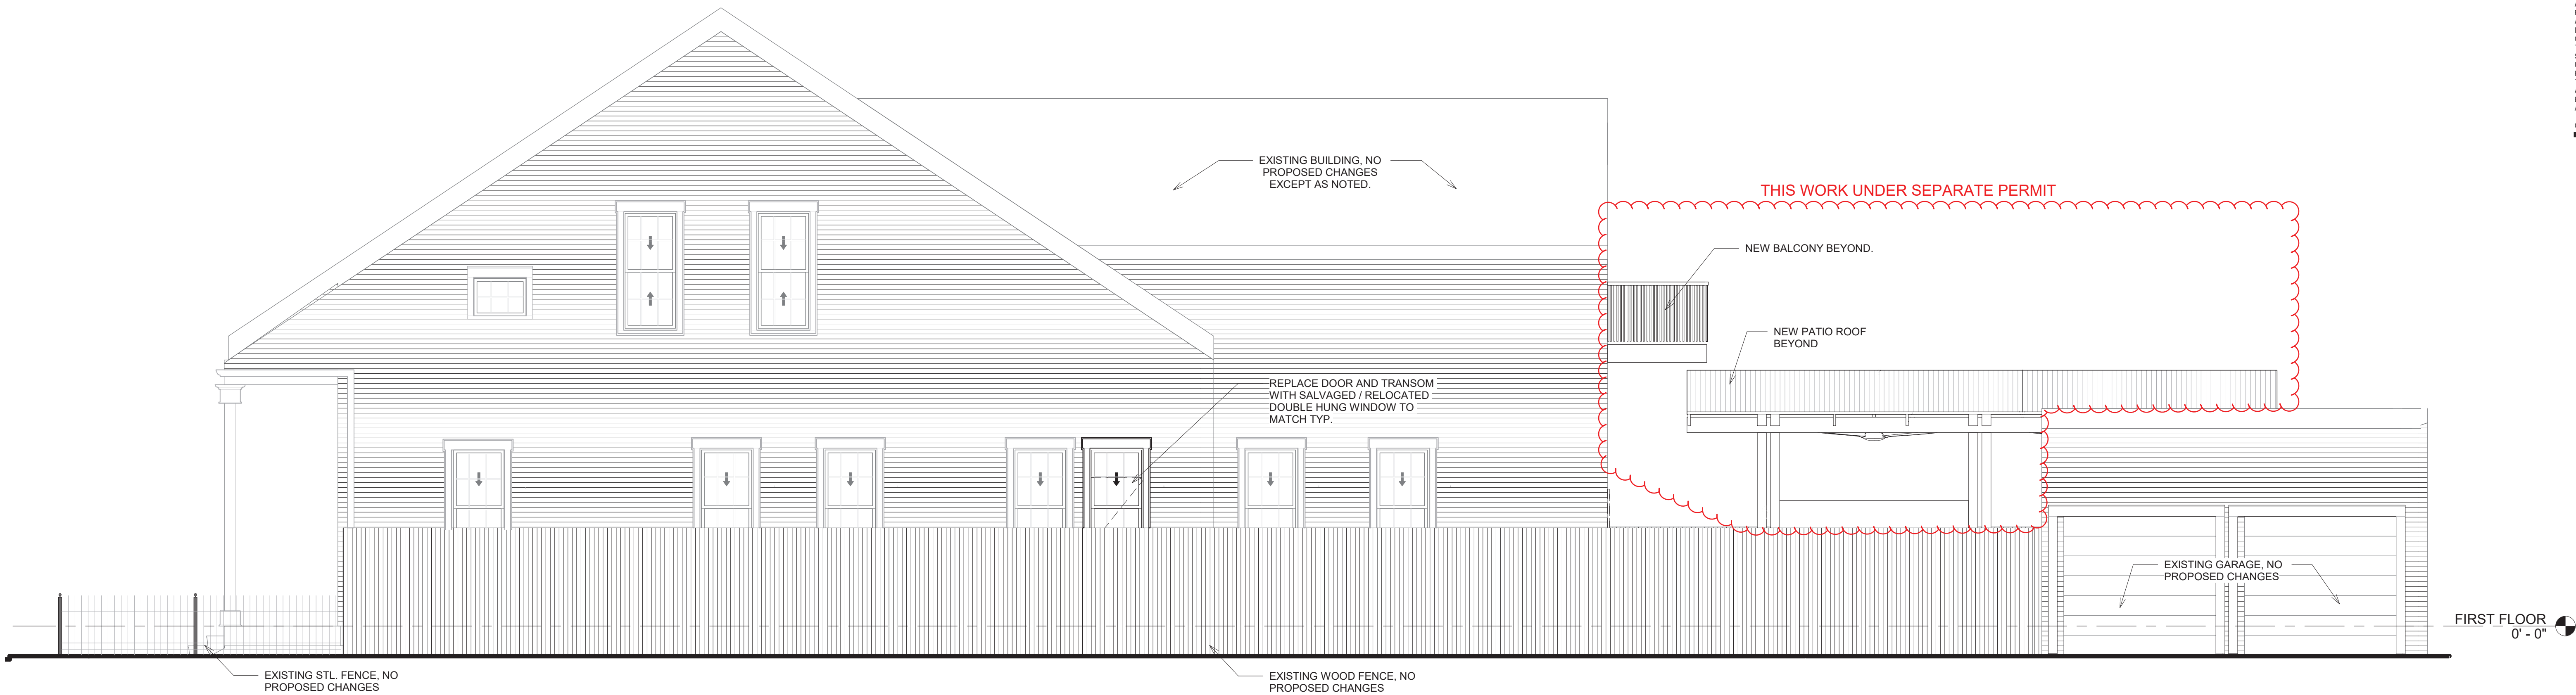 EXISTING BUILDING, NO
PROPOSED CHANGES
EXCEPT AS NOTED.
THIS WORK UNDER SEPARATE PERMIT
NEW BALCONY BEYOND.
NEW PATIO ROOF
BEYOND
REPLACE DOOR AND TRANSOM
WITH SALVAGED / RELOCATED
DOUBLE HUNG WINDOW TO
MATCH TYP.
EXISTING GARAGE, NO
PROPOSED CHANGES
FIRST FLOOR
0' - 0"
EXISTING STL. FENCE, NO
PROPOSED CHANGES
EXISTING WOOD FENCE, NO
PROPOSED CHANGES